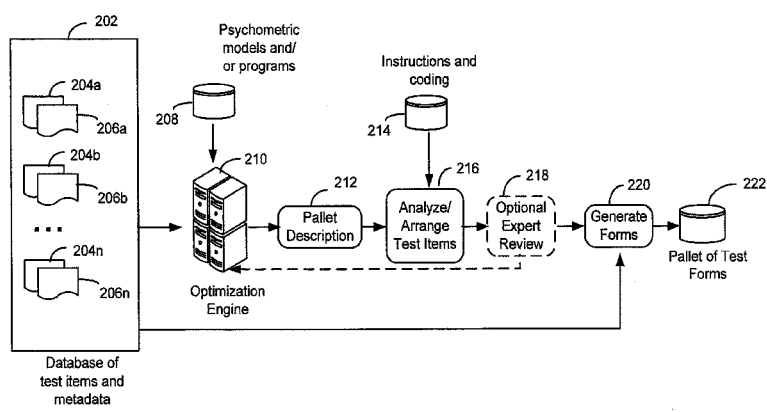 202
204a
206a
204b
206b
...
204n
206n
Database of
test items and
metadata
Psychometric
models and/
or programs
208
210
Optimization
Engine
212
Pallet
Description
Instructions and
coding
214
216
Analyze/
Arrange
Test Items
218
Optional
Expert
Review
220
Generate
Forms
222
Pallet of Test
Forms